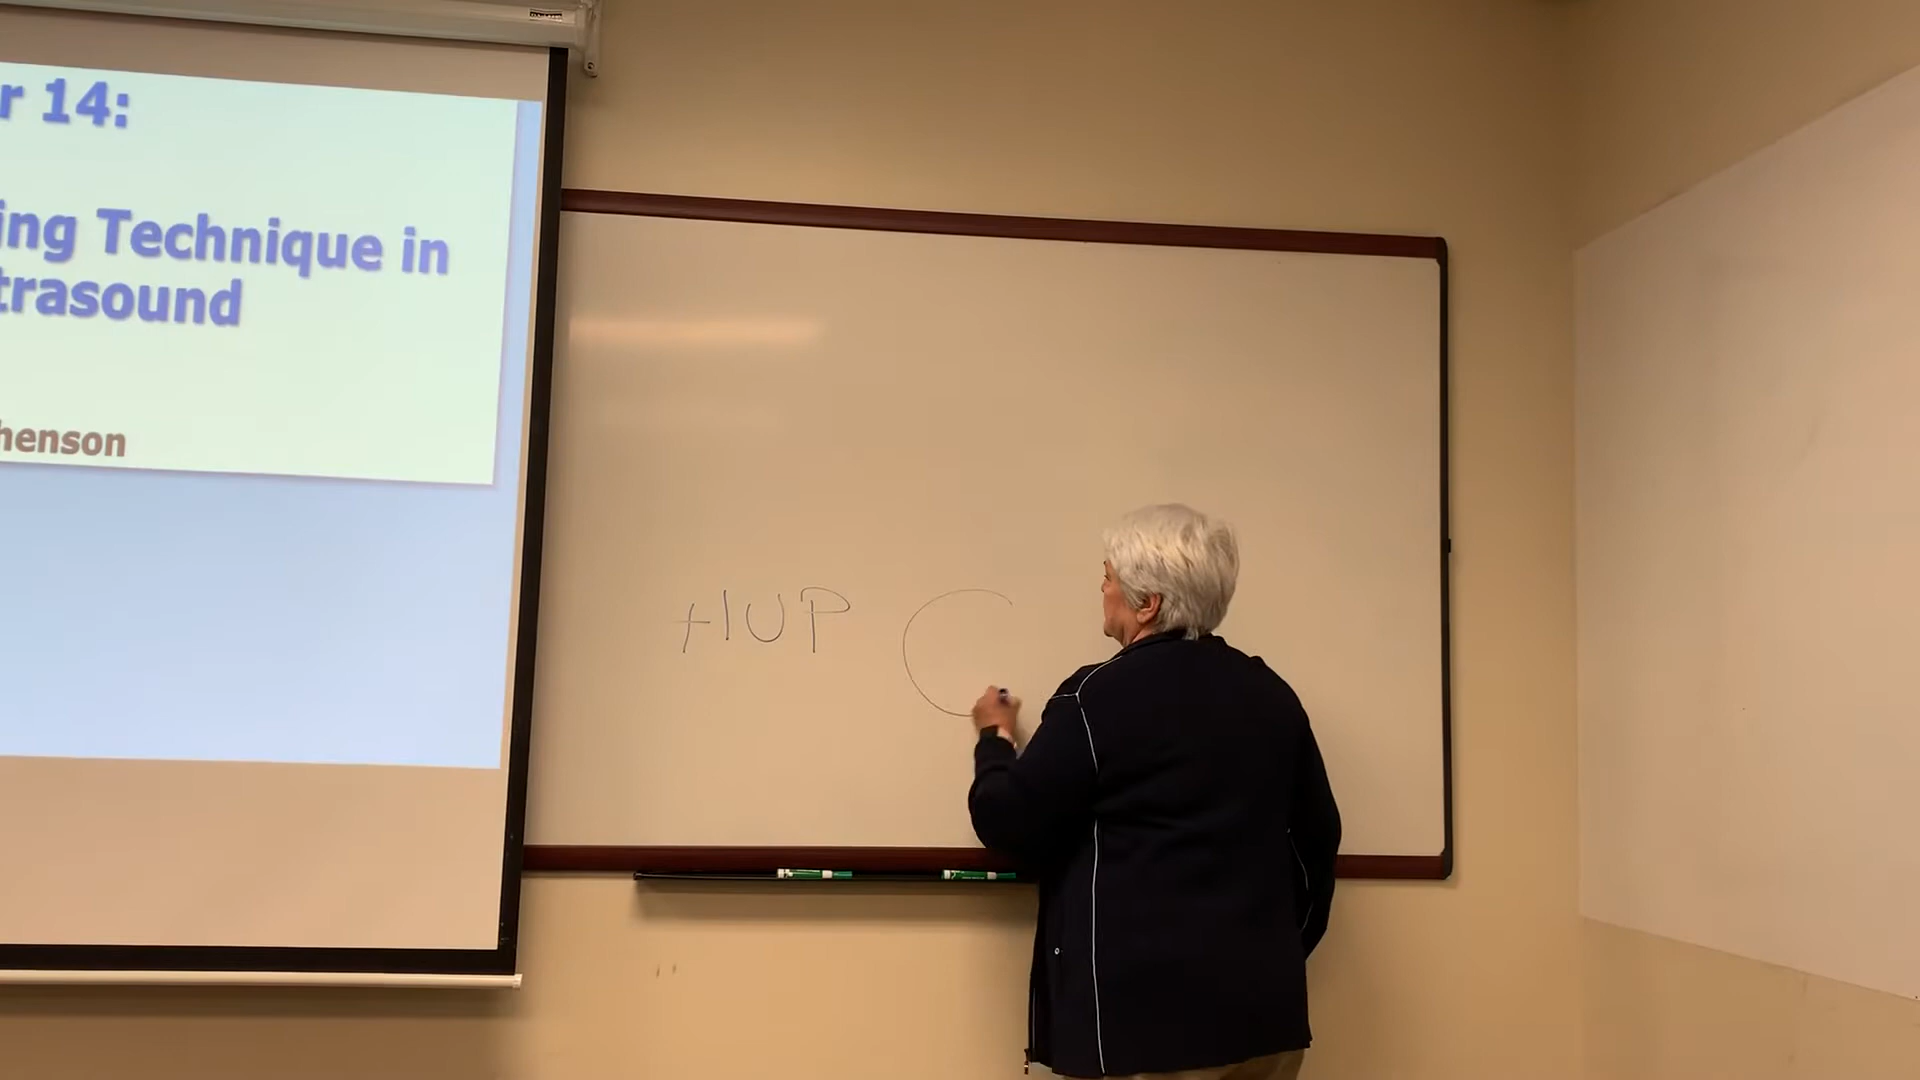 r 14:
ing Technique in
trasound
henson
HUP